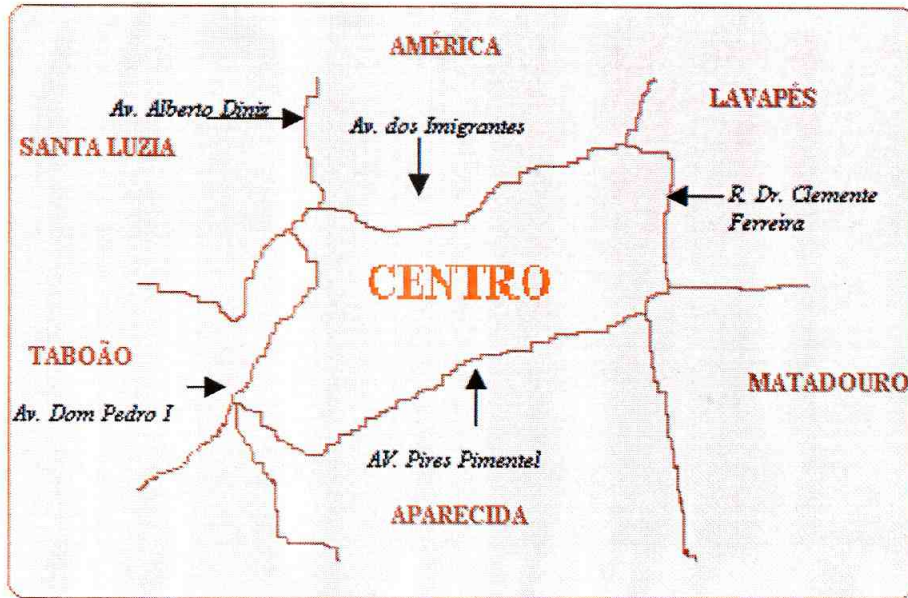 AMÉRICA
LAVAPÉS
Av. Alberto Diniz
Av. dos Imigrantes
SANTA LUZIA
R. Dr. Clemente
Ferreira
CENTRO
TABOÃO
MATADOURO
Av. Dom Pedro I
AV. Pires Pimentel
APARECIDA